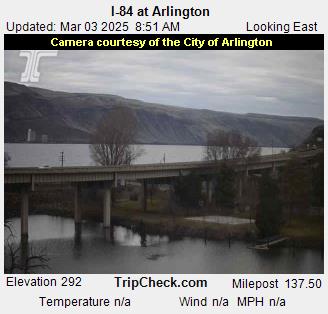 I-84 at Arlington
Updated: Mar 03 2025 8:51 AM Looking East
Camera courtesy of the City of Arlington
Elevation 292 TripCheck.com Milepost 137.50
Temperature n/a Wind n/a MPH n/a